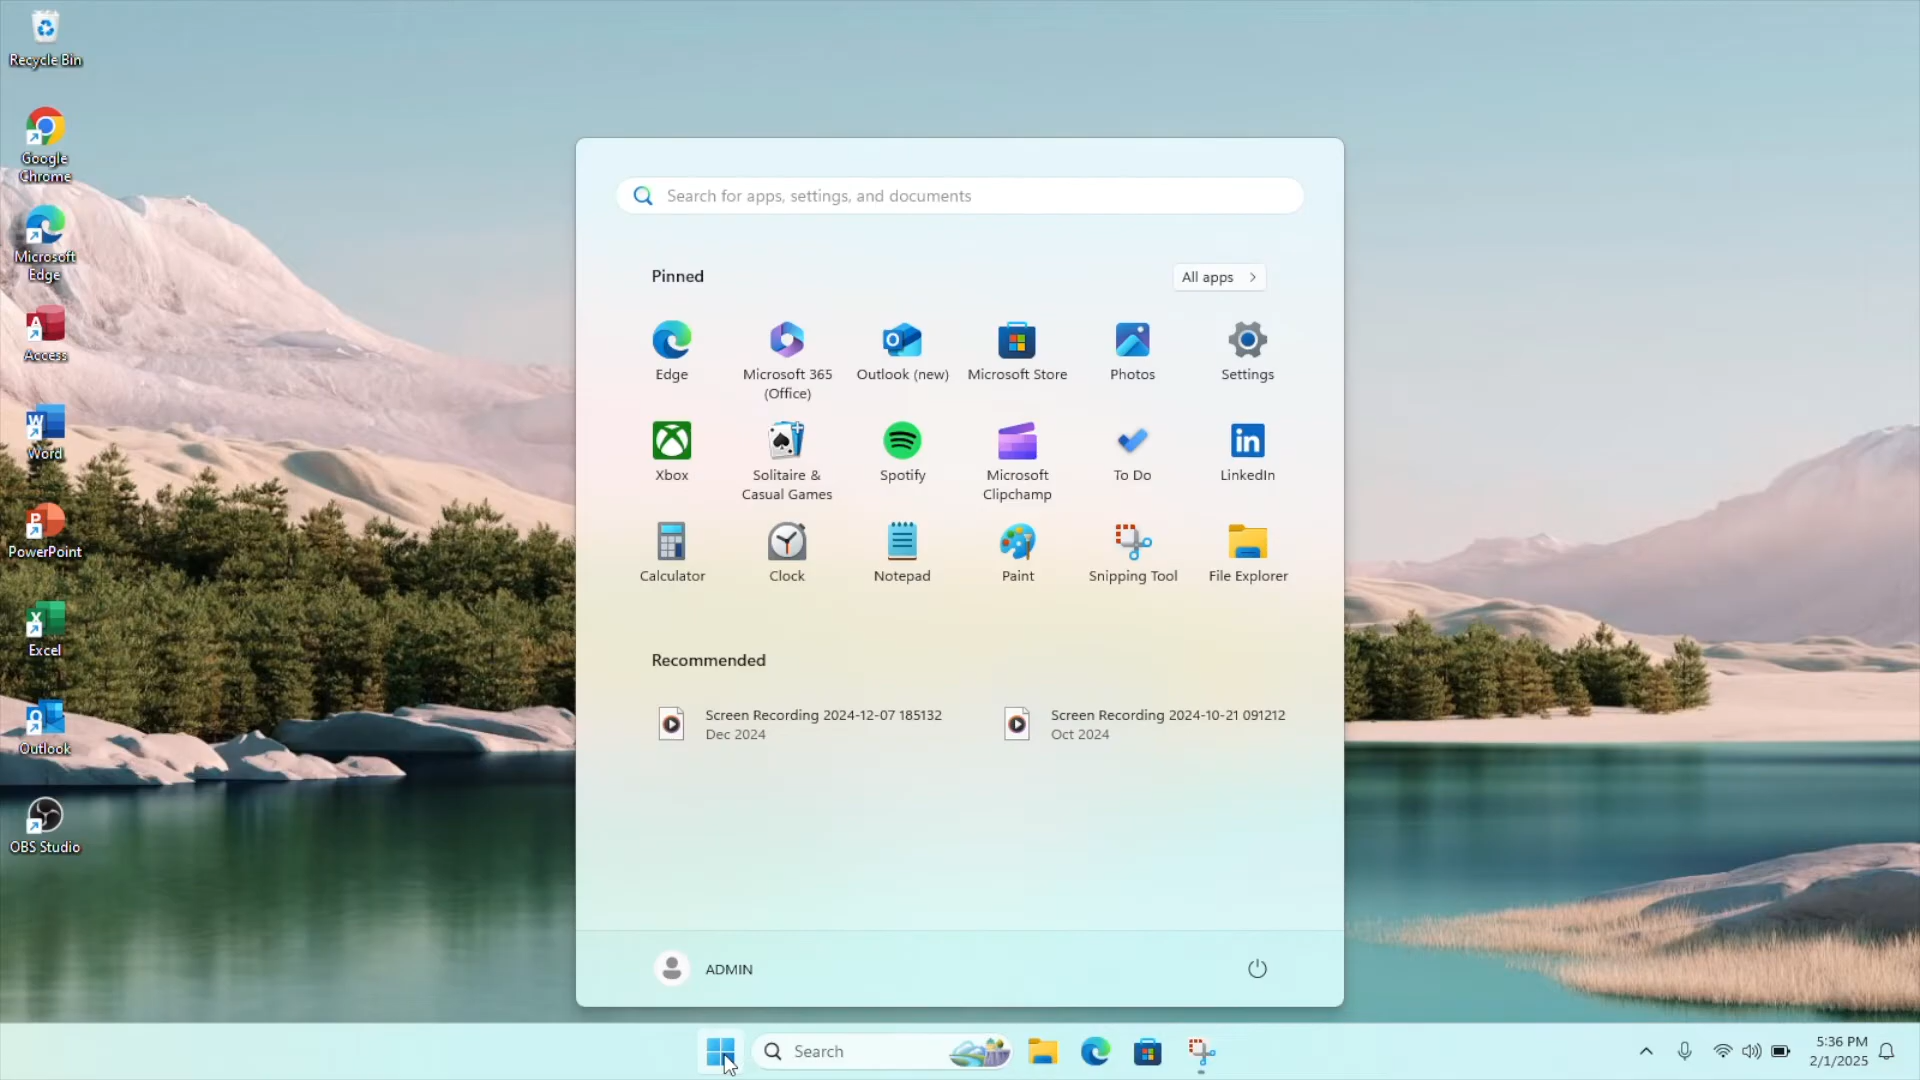 Recycle Bin
Google
Chrome
Microsoft
Edge
Access
Word
PowerPoint
Excel
Outlook
OBS Studio
Search for apps, settings, and documents
Pinned
All apps
Edge
Microsoft 365
(Office)
Outlook (new)
Microsoft Store
Photos
Settings
Xbox
Solitaire &
Casual Games
Spotify
Microsoft
Clipchamp
To Do
LinkedIn
Calculator
Clock
Notepad
Paint
Snipping Tool
File Explorer
Recommended
Screen Recording 2024-12-07 185132
Dec 2024
Screen Recording 2024-10-21 091212
Oct 2024
ADMIN
Search
5:36 PM
2/1/2025